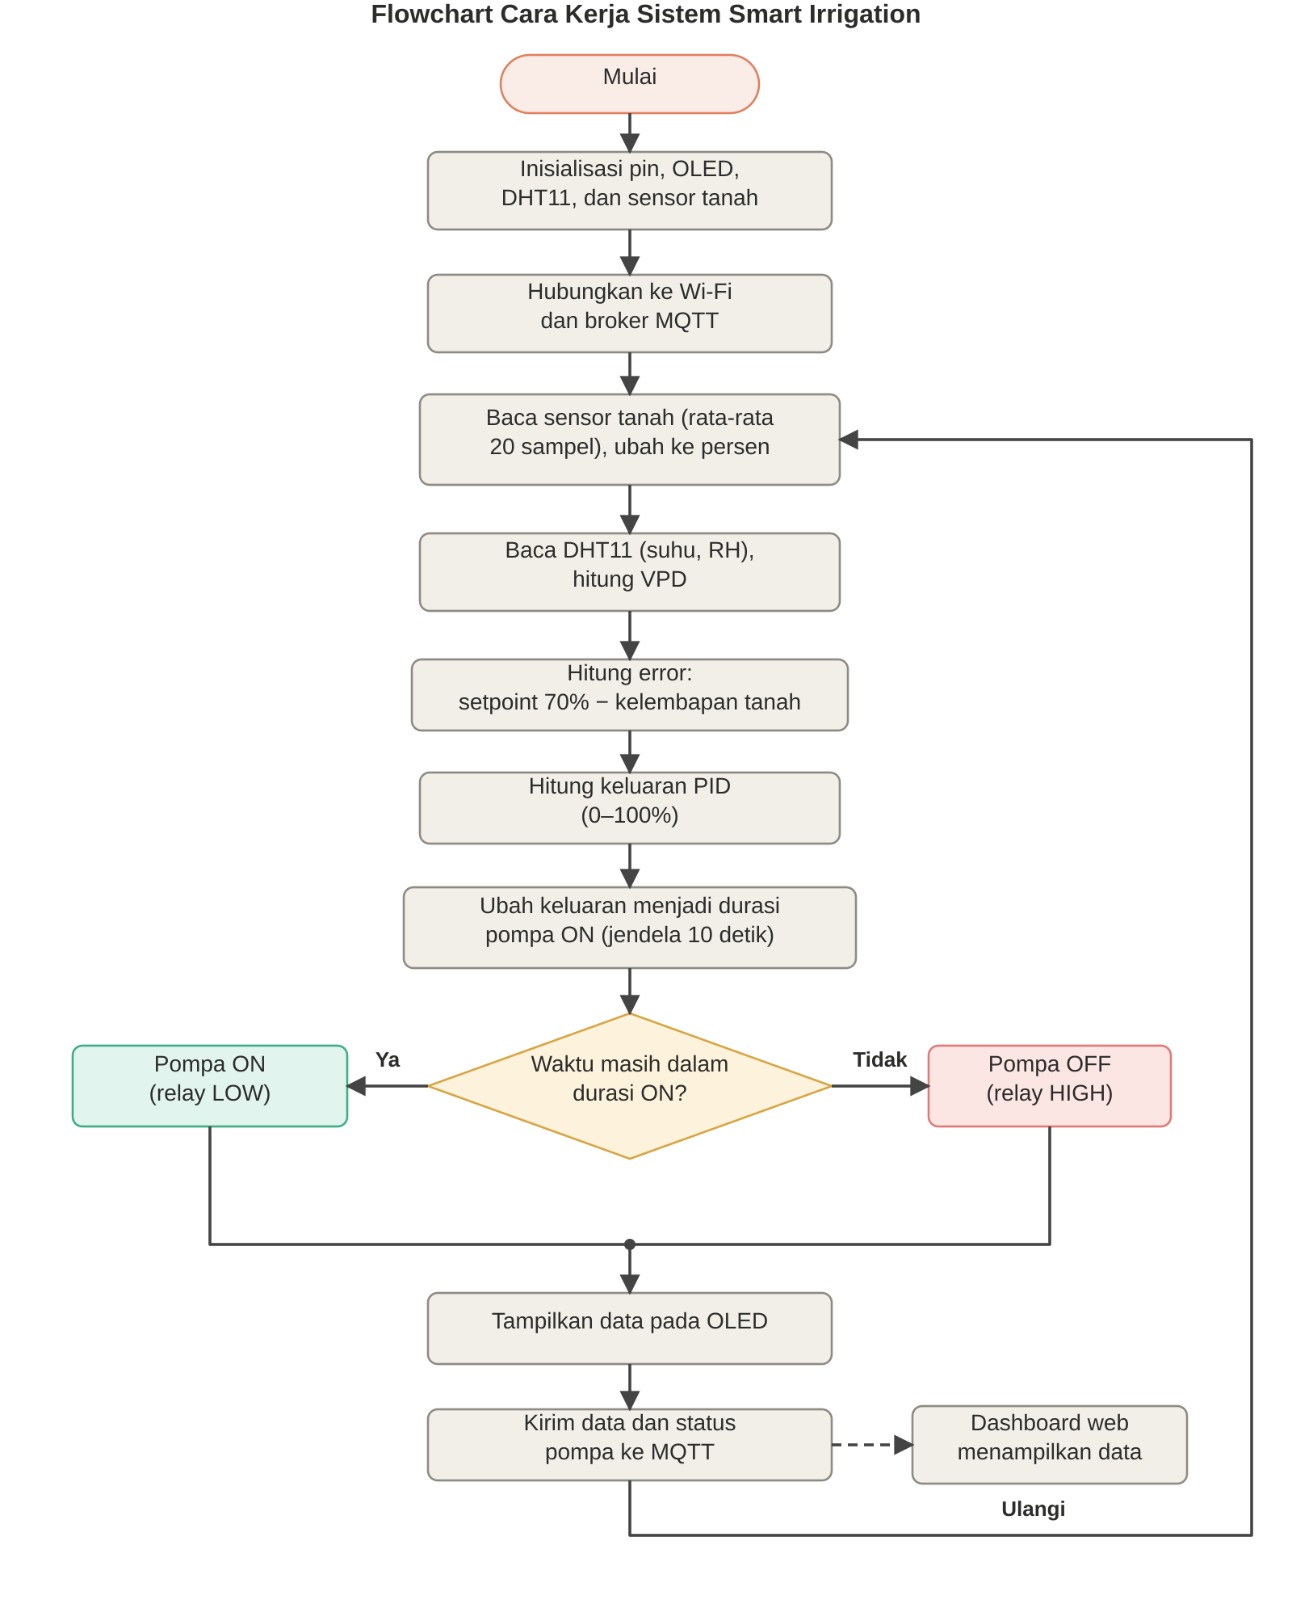 Flowchart Cara Kerja Sistem Smart Irrigation
Mulai
Inisialisasi pin, OLED,
DHT11, dan sensor tanah
Hubungkan ke Wi-Fi
dan broker MQTT
Baca sensor tanah (rata-rata
20 sampel), ubah ke persen
Baca DHT11 (suhu, RH),
hitung VPD
Hitung error:
setpoint 70% − kelembapan tanah
Hitung keluaran PID
(0–100%)
Ubah keluaran menjadi durasi
pompa ON (jendela 10 detik)
Waktu masih dalam
durasi ON?
Ya
Pompa ON
(relay LOW)
Tidak
Pompa OFF
(relay HIGH)
Tampilkan data pada OLED
Kirim data dan status
pompa ke MQTT
Dashboard web
menampilkan data
Ulangi